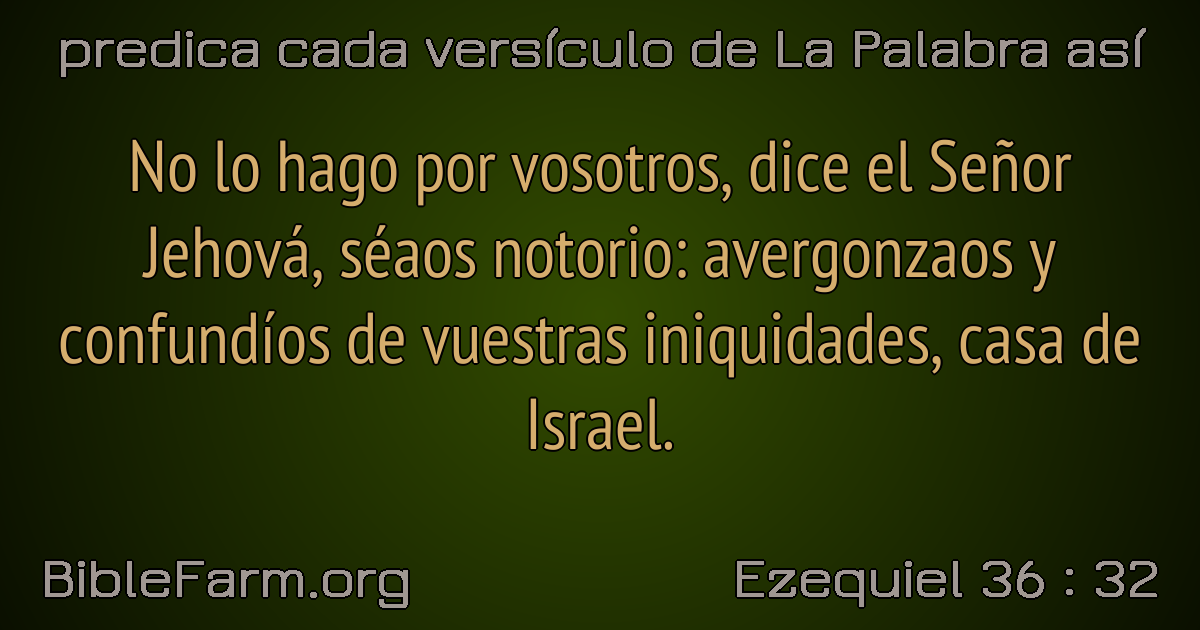 predica cada versículo de La Palabra así
No lo hago por vosotros, dice el Señor
Jehová, séaos notorio: avergonzaos y
confundíos de vuestras iniquidades, casa de
Israel.
BibleFarm.org
Ezequiel 36 : 32